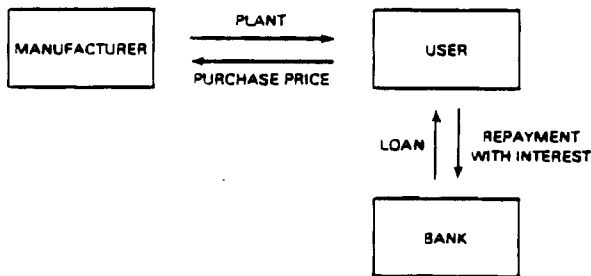 PLANT
MANUFACTURER
USER
PURCHASE PRICE
LOAN
REPAYMENT
WITH INTEREST
BANK